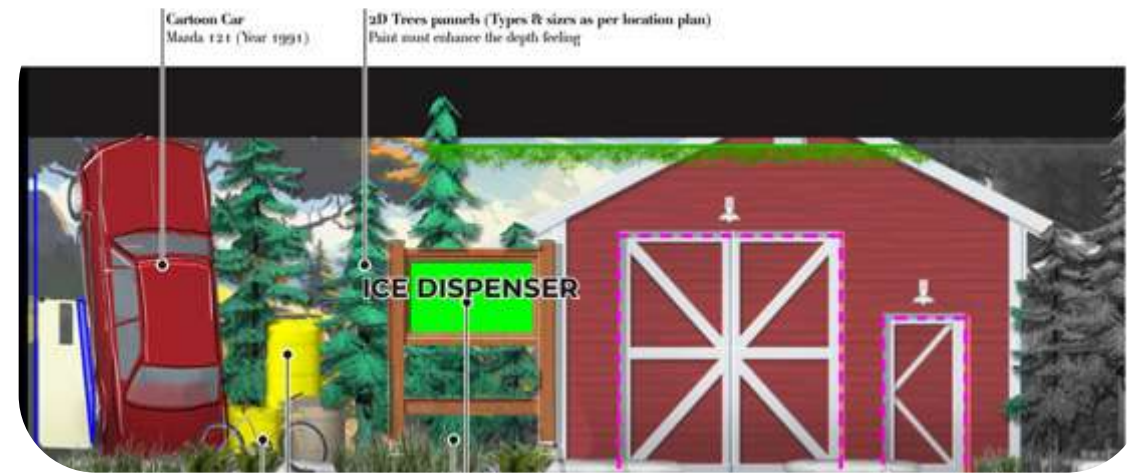 Cartoon Car
Mazda 121 (Year 1991)
2D Trees pannels (Types & sizes as per location plan)
Paint must enhance the depth feeling
ICE DISPENSER